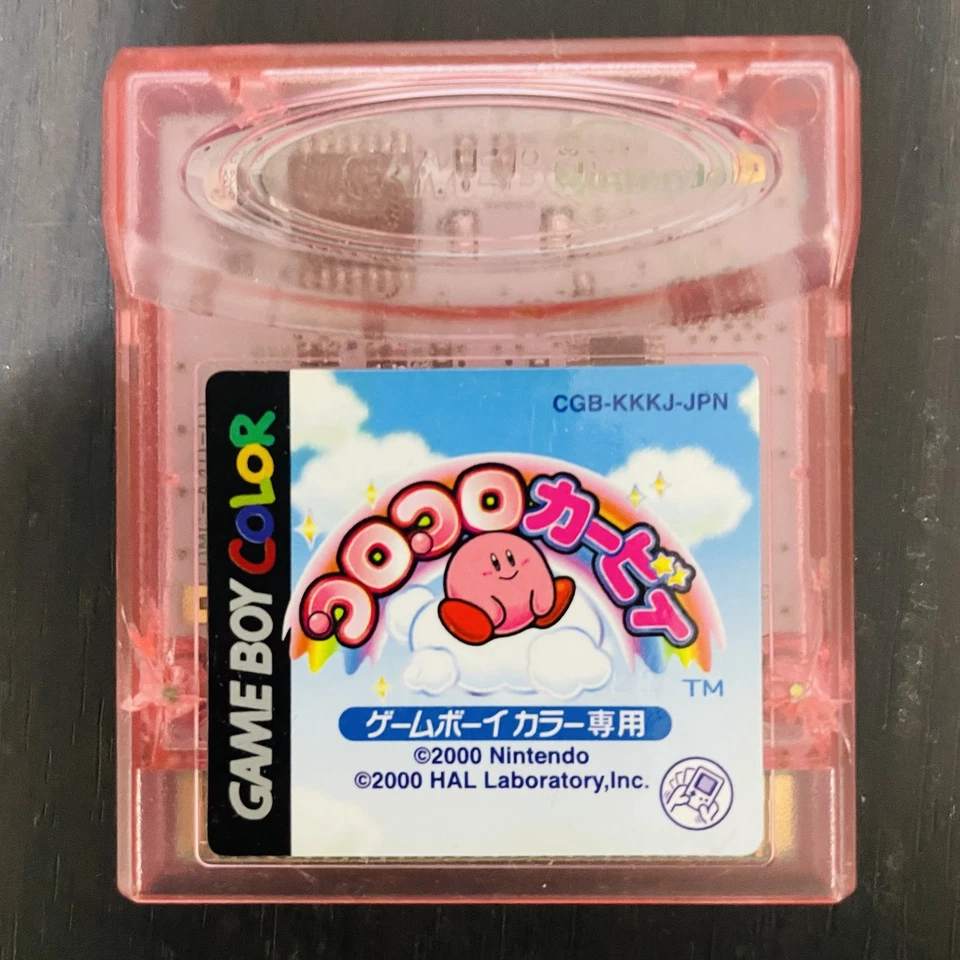 CGB-KKKJ-JPN
GAME BOY COLOR
コロコロカービィ
TM
ゲームボーイカラー専用
©2000 Nintendo
©2000 HAL Laboratory,Inc.